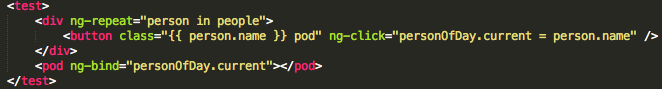 <test>
<div ng-repeat="person in people">
<button class="{{ person.name }} pod" ng-click="personOfDay.current = person.name" />
</div>
<pod ng-bind="personOfDay.current"></pod>
</test>